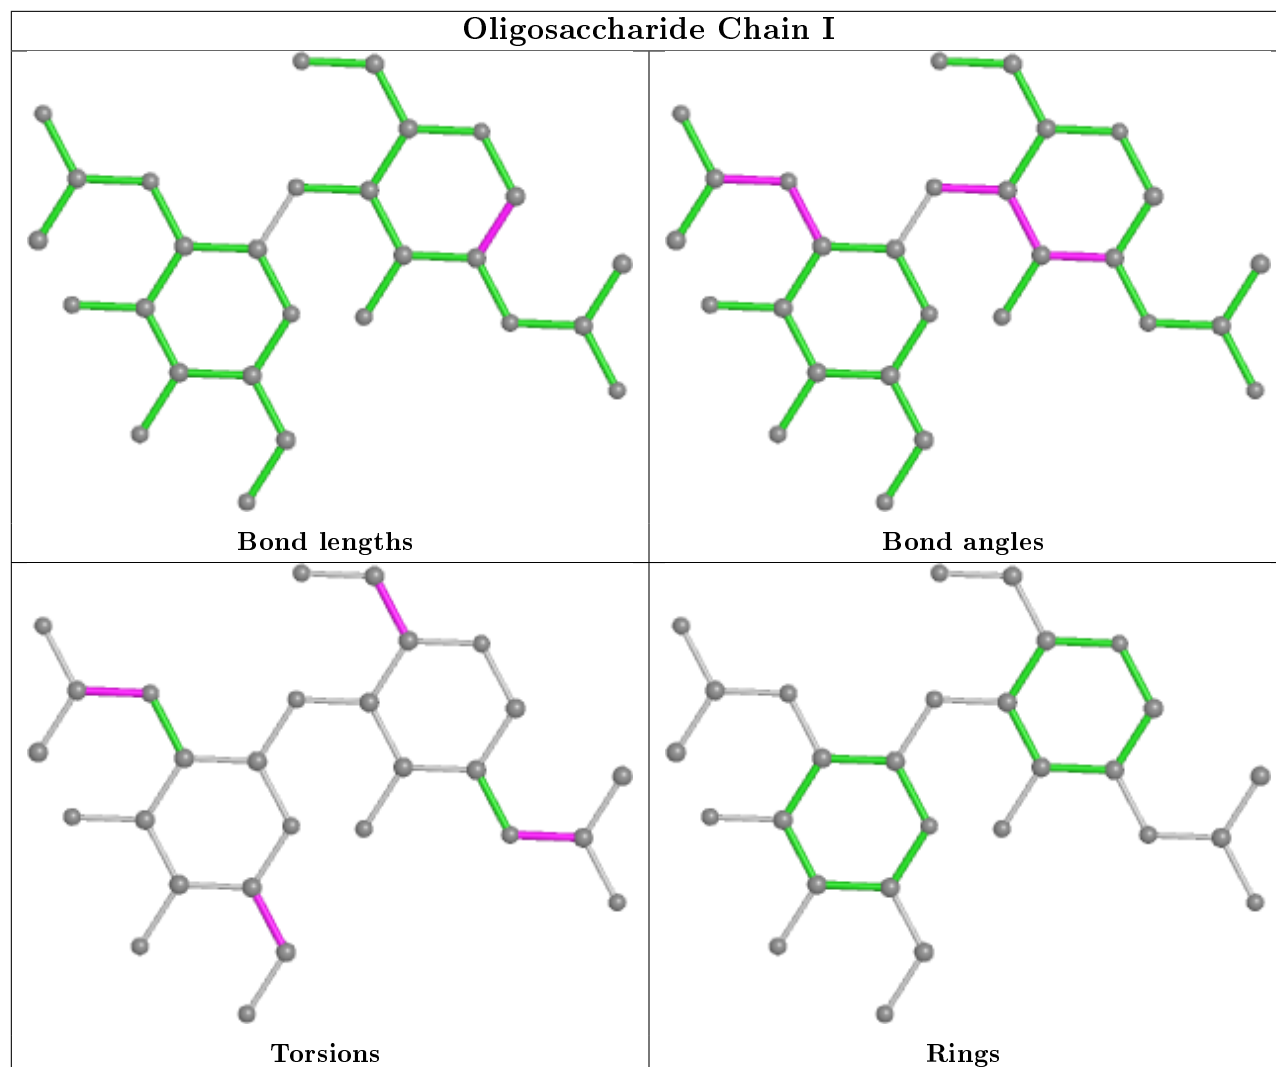 Oligosaccharide Chain I
Bond lengths
Bond angles
Torsions
Rings